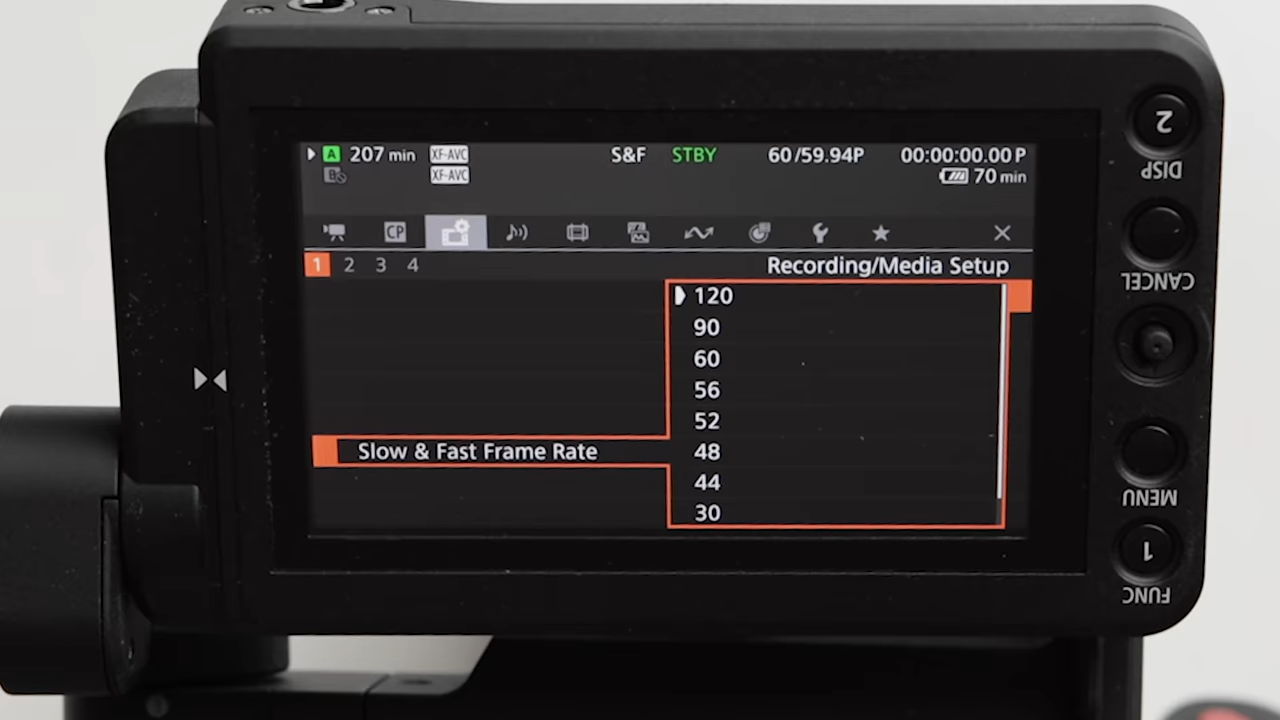 A 207 min XF-AVC S&F STBY 60/59.94P 00:00:00.00 P
B XF-AVC 70 min
CP
1 2 3 4 Recording/Media Setup
120
90
60
56
52
Slow & Fast Frame Rate 48
44
30
2
DISP
CANCEL
MENU
1
FUNC